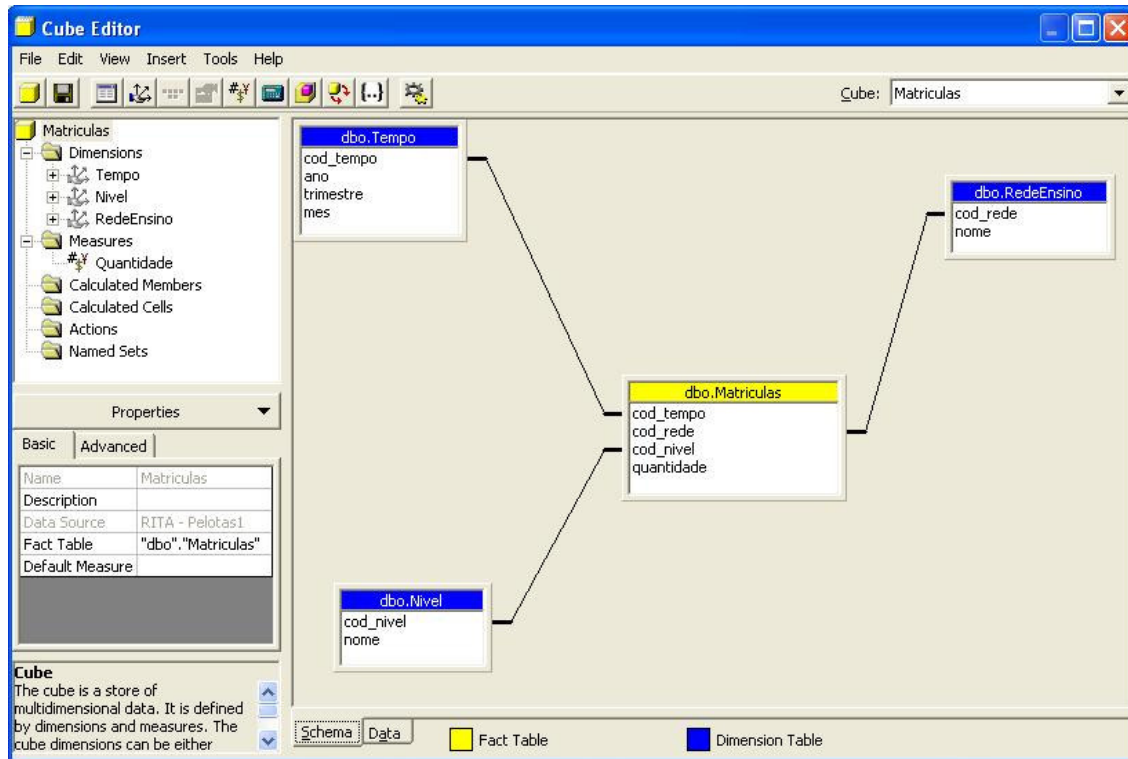 Cube Editor
File Edit View Insert Tools Help
Cube: Matriculas
Matriculas
Dimensions
Tempo
Nivel
RedeEnsino
Measures
Quantidade
Calculated Members
Calculated Cells
Actions
Named Sets
Properties
Basic Advanced
Name Matriculas
Description
Data Source RITA - Pelotas1
Fact Table "dbo"."Matriculas"
Default Measure
Cube
The cube is a store of
multidimensional data. It is defined
by dimensions and measures. The
cube dimensions can be either
dbo.Tempo
cod_tempo
ano
trimestre
mes
dbo.RedeEnsino
cod_rede
nome
dbo.Matriculas
cod_tempo
cod_rede
cod_nivel
quantidade
dbo.Nivel
cod_nivel
nome
Schema Data Fact Table Dimension Table